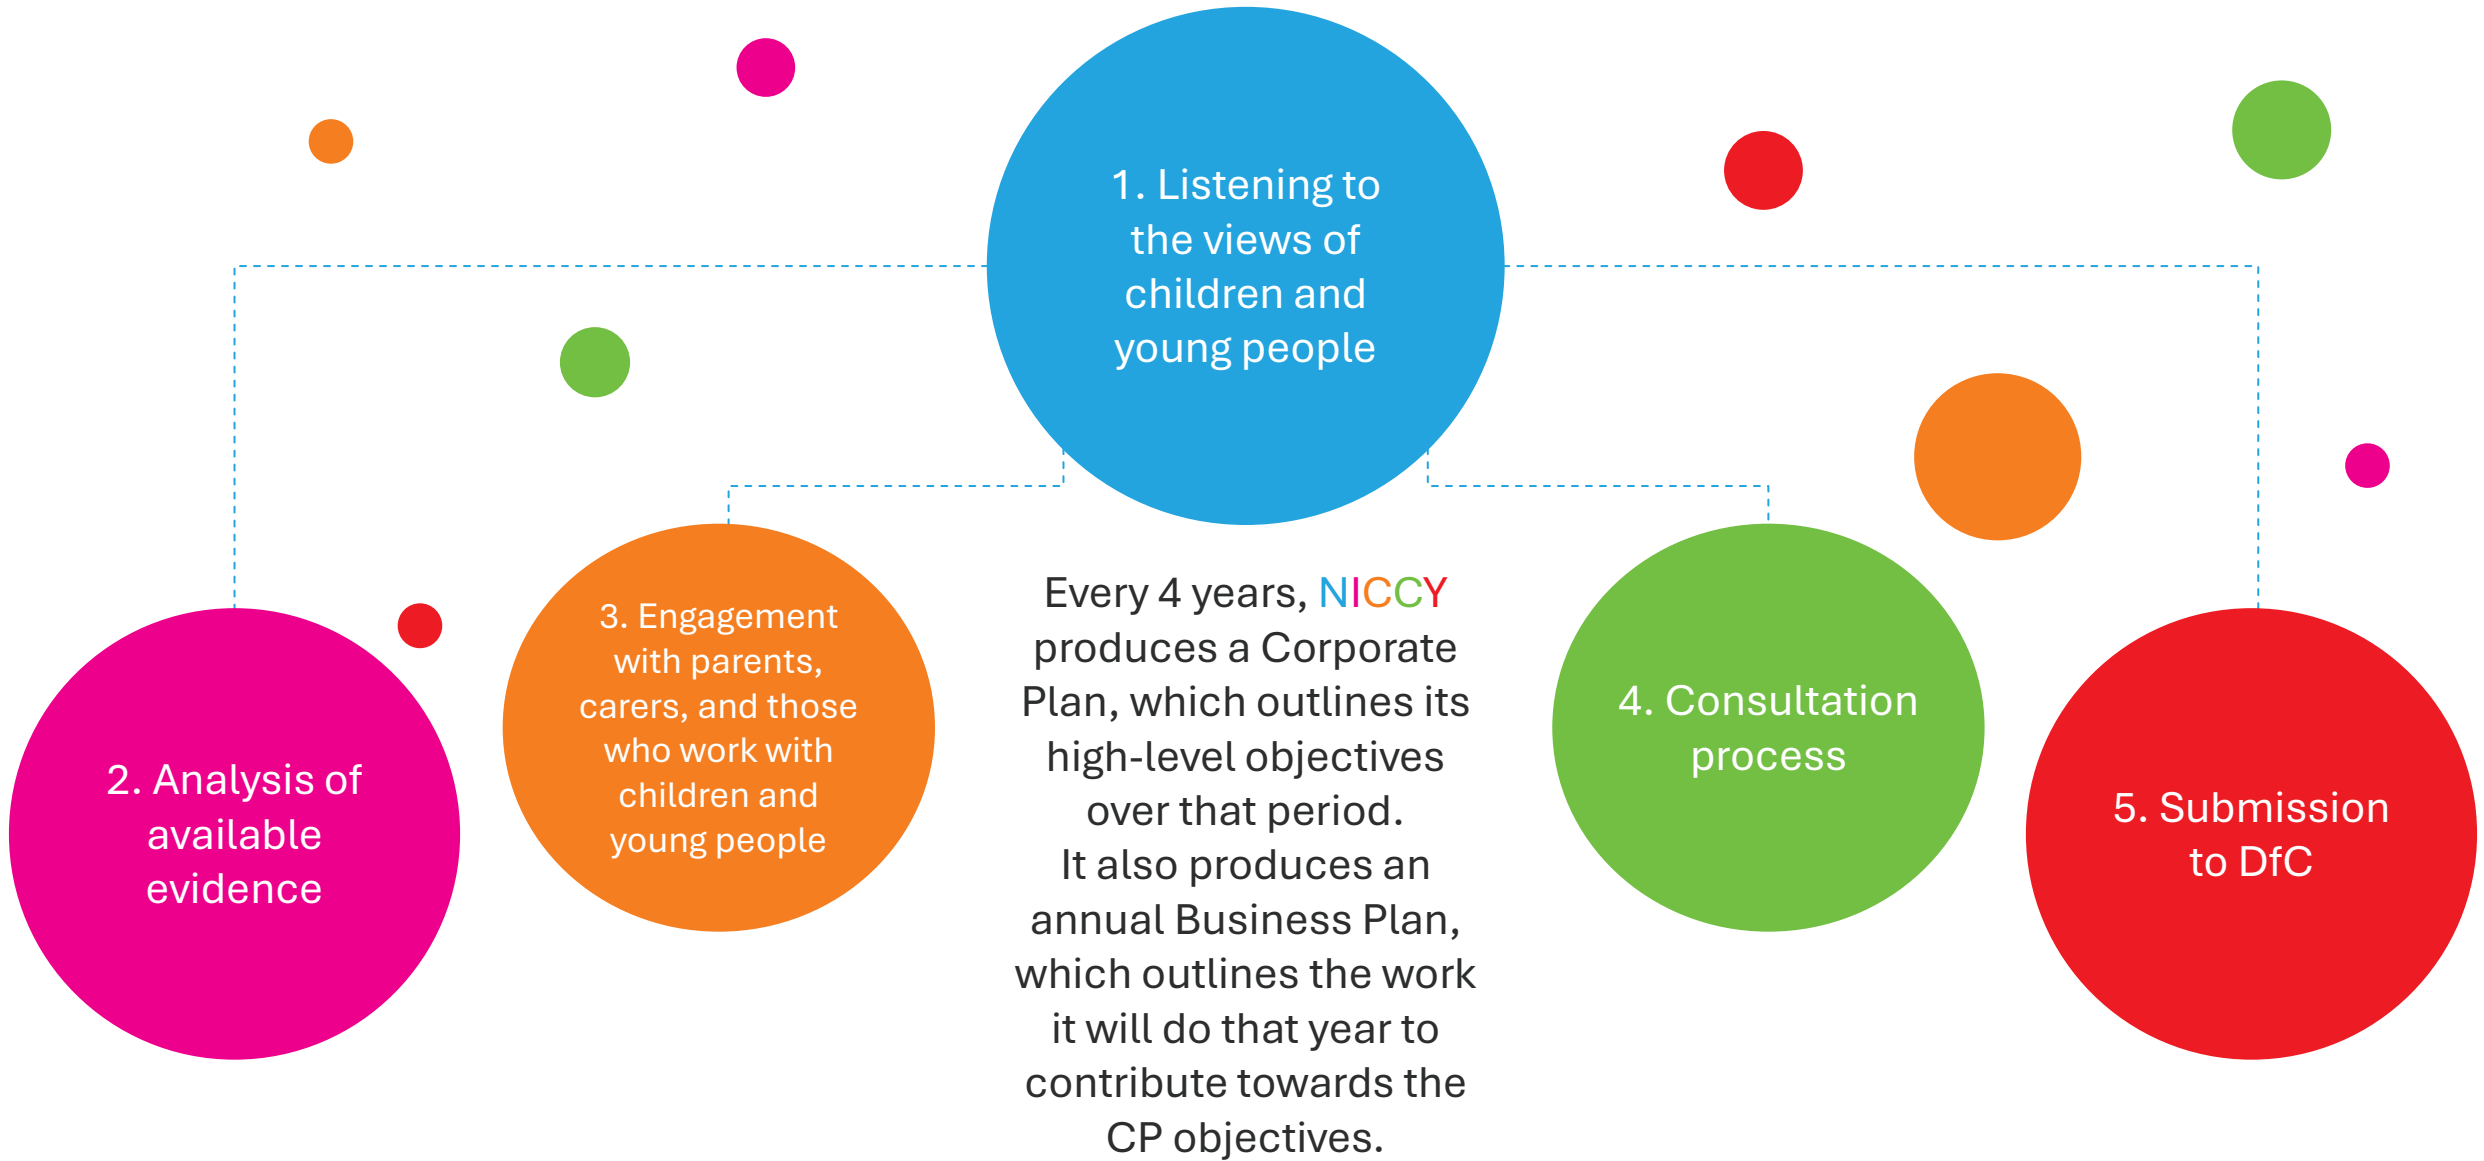 1. Listening to
the views of
children and
young people
2. Analysis of
available
evidence
3. Engagement
with parents,
carers, and those
who work with
children and
young people
Every 4 years, NICCY
produces a Corporate
Plan, which outlines its
high-level objectives
over that period.
It also produces an
annual Business Plan,
which outlines the work
it will do that year to
contribute towards the
CP objectives.
4. Consultation
process
5. Submission
to DfC